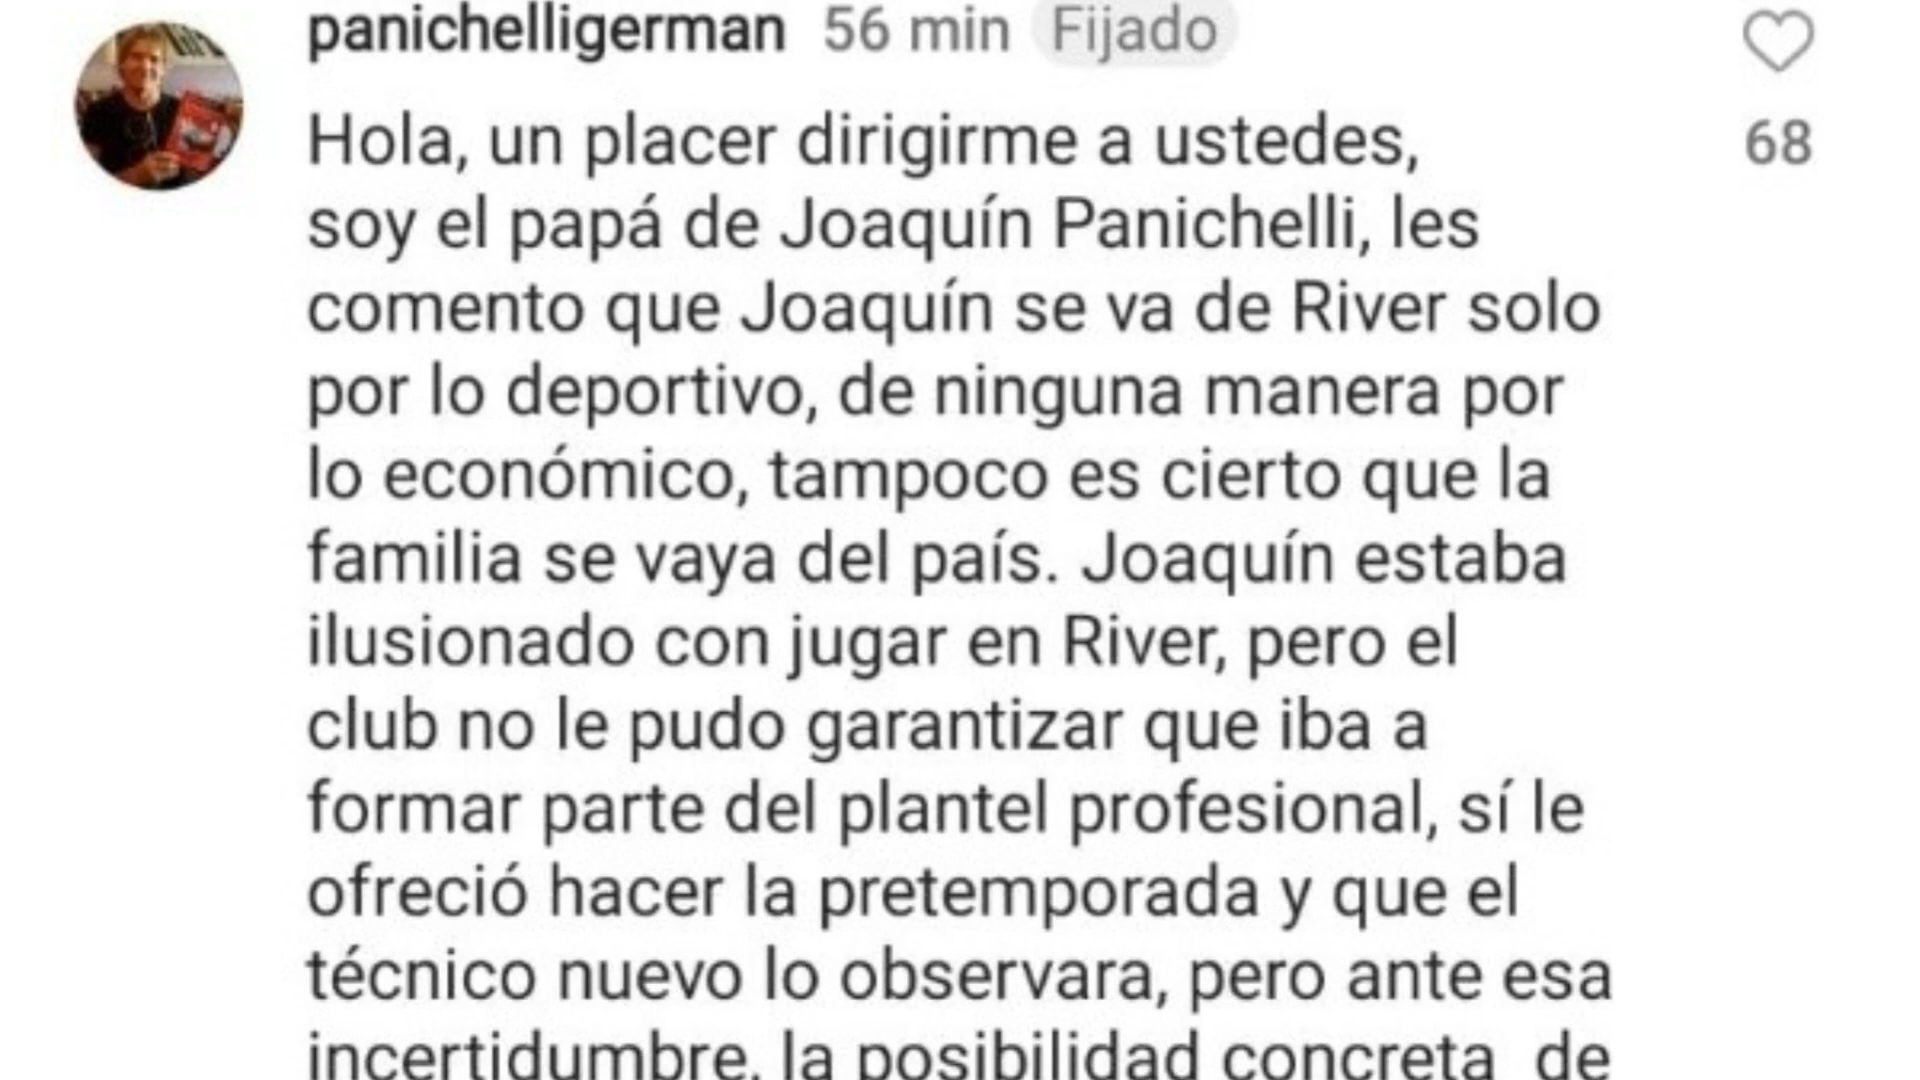 panichelligerman 56 min Fijado
68
Hola, un placer dirigirme a ustedes,
soy el papá de Joaquín Panichelli, les
comento que Joaquín se va de River solo
por lo deportivo, de ninguna manera por
lo económico, tampoco es cierto que la
familia se vaya del país. Joaquín estaba
ilusionado con jugar en River, pero el
club no le pudo garantizar que iba a
formar parte del plantel profesional, sí le
ofreció hacer la pretemporada y que el
técnico nuevo lo observara, pero ante esa
incertidumbre, la posibilidad concreta de